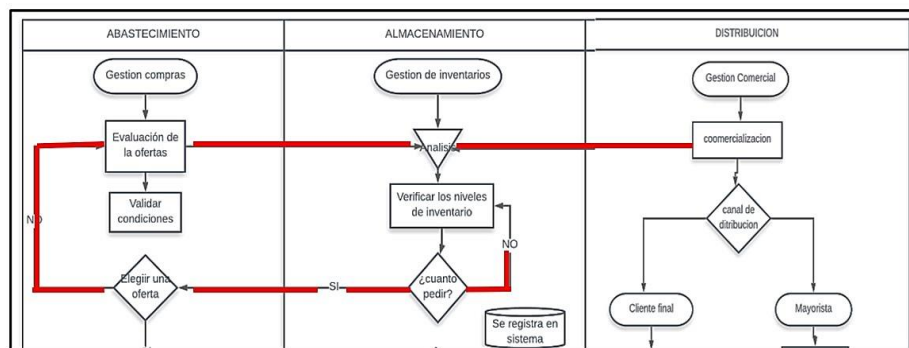 ABASTECIMIENTO
ALMACENAMIENTO
DISTRIBUICION
Gestion compras
Gestion de inventarios
Gestion Comercial
Evaluación de
la ofertas
Analisis
coomercializacion
Validar
condiciones
Verificar los niveles
de inventario
canal de
ditribucion
NO
NO
Elegiir una
oferta
SI
¿cuanto
pedir?
Se registra en
sistema
Cliente final
Mayorista